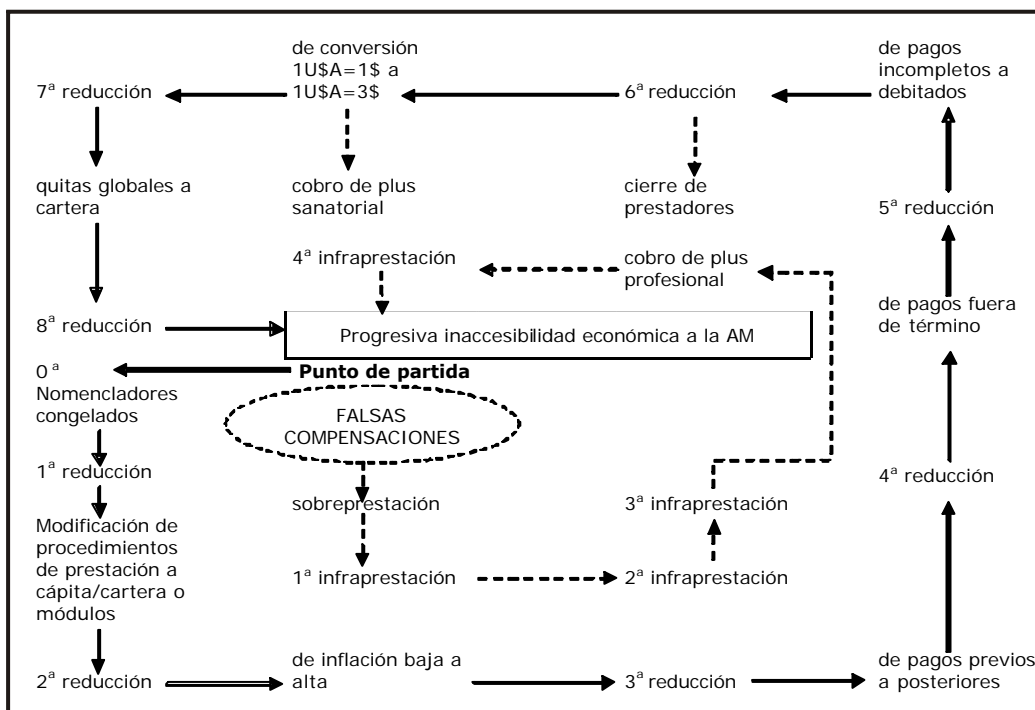 de conversión
1U$A=1$ a
1U$A=3$
de pagos
incompletos a
debitados
7ª reducción
6ª reducción
quitas globales a
cartera
cobro de plus
sanatorial
cierre de
prestadores
5ª reducción
4ª infraprestación
cobro de plus
profesional
de pagos fuera
de término
8ª reducción
Progresiva inaccesibilidad económica a la AM
0ª
Punto de partida
Nomencladores
congelados
FALSAS
COMPENSACIONES
1ª reducción
4ª reducción
sobreprestación
3ª infraprestación
Modificación de
procedimientos
de prestación a
cápita/cartera o
módulos
1ª infraprestación
2ª infraprestación
de inflación baja a
alta
de pagos previos
a posteriores
2ª reducción
3ª reducción